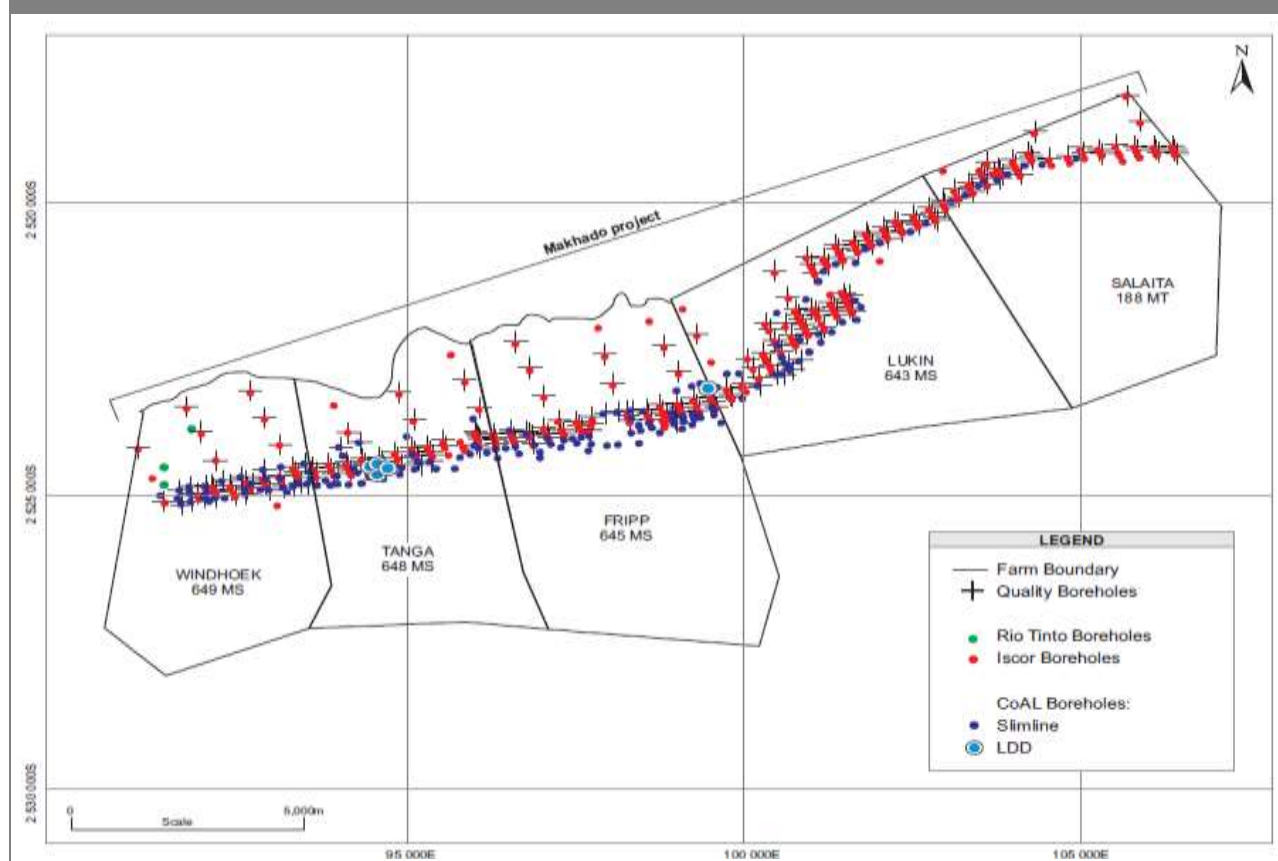 N
Makhado project
2 520 000S
2 525 000S
2 530 000S
SALAITA
188 MT
LUKIN
643 MS
FRIPP
645 MS
TANGA
648 MS
WINDHOEK
649 MS
LEGEND
Farm Boundary
Quality Boreholes
Rio Tinto Boreholes
Iscor Boreholes
CoAL Boreholes:
Slimline
LDD
0
5,000m
Scale
95 000E
100 000E
105 000E